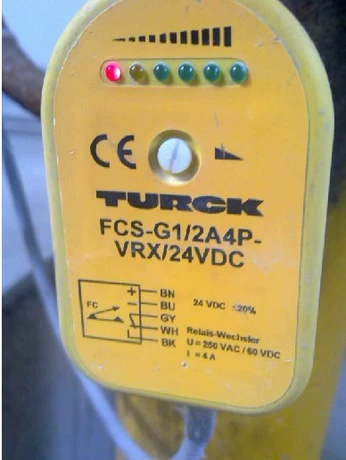 CE
TURCK
FCS-G1/2A4P-
VRX/24VDC
FC
+ BN
- BU
GY
WH
BK
24 VDC ±20%
Relais-Wechsler
U = 250 VAC / 60 VDC
I = 4 A